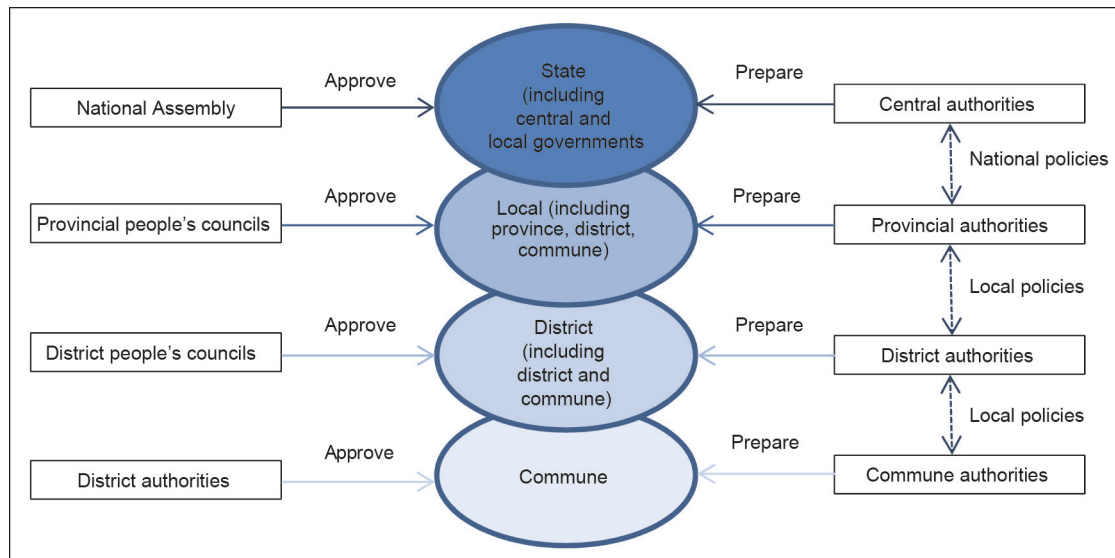 National Assembly
Approve
State
(including
central and
local governments
Prepare
Central authorities
National policies
Provincial people's councils
Approve
Local (including
province, district,
commune)
Prepare
Provincial authorities
Local policies
District people's councils
Approve
District
(including
district and
commune)
Prepare
District authorities
Local policies
District authorities
Approve
Commune
Prepare
Commune authorities